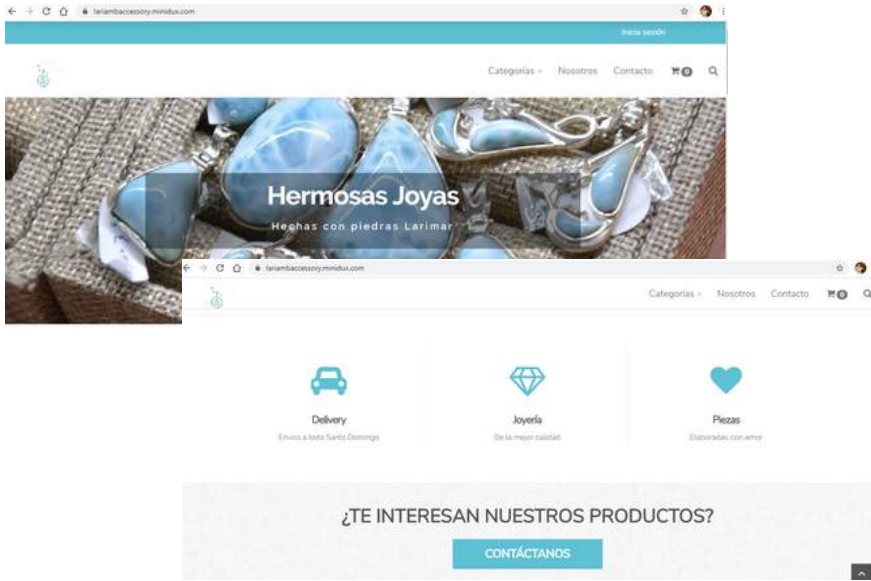 lariambaccessory.minidux.com
Inicia sesión
Categorías Nosotros Contacto 0
Hermosas Joyas
Hechas con piedras Larimar
lariambaccessory.minidux.com
Categorías Nosotros Contacto 0
Delivery Joyería Piezas
Envios a todo Santo Domingo De la mejor calidad Elaboradas con amor
¿TE INTERESAN NUESTROS PRODUCTOS?
CONTÁCTANOS